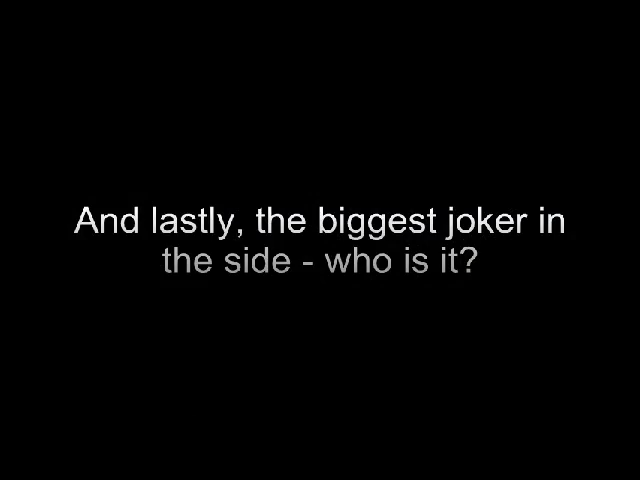 And lastly, the biggest joker in
the side - who is it?